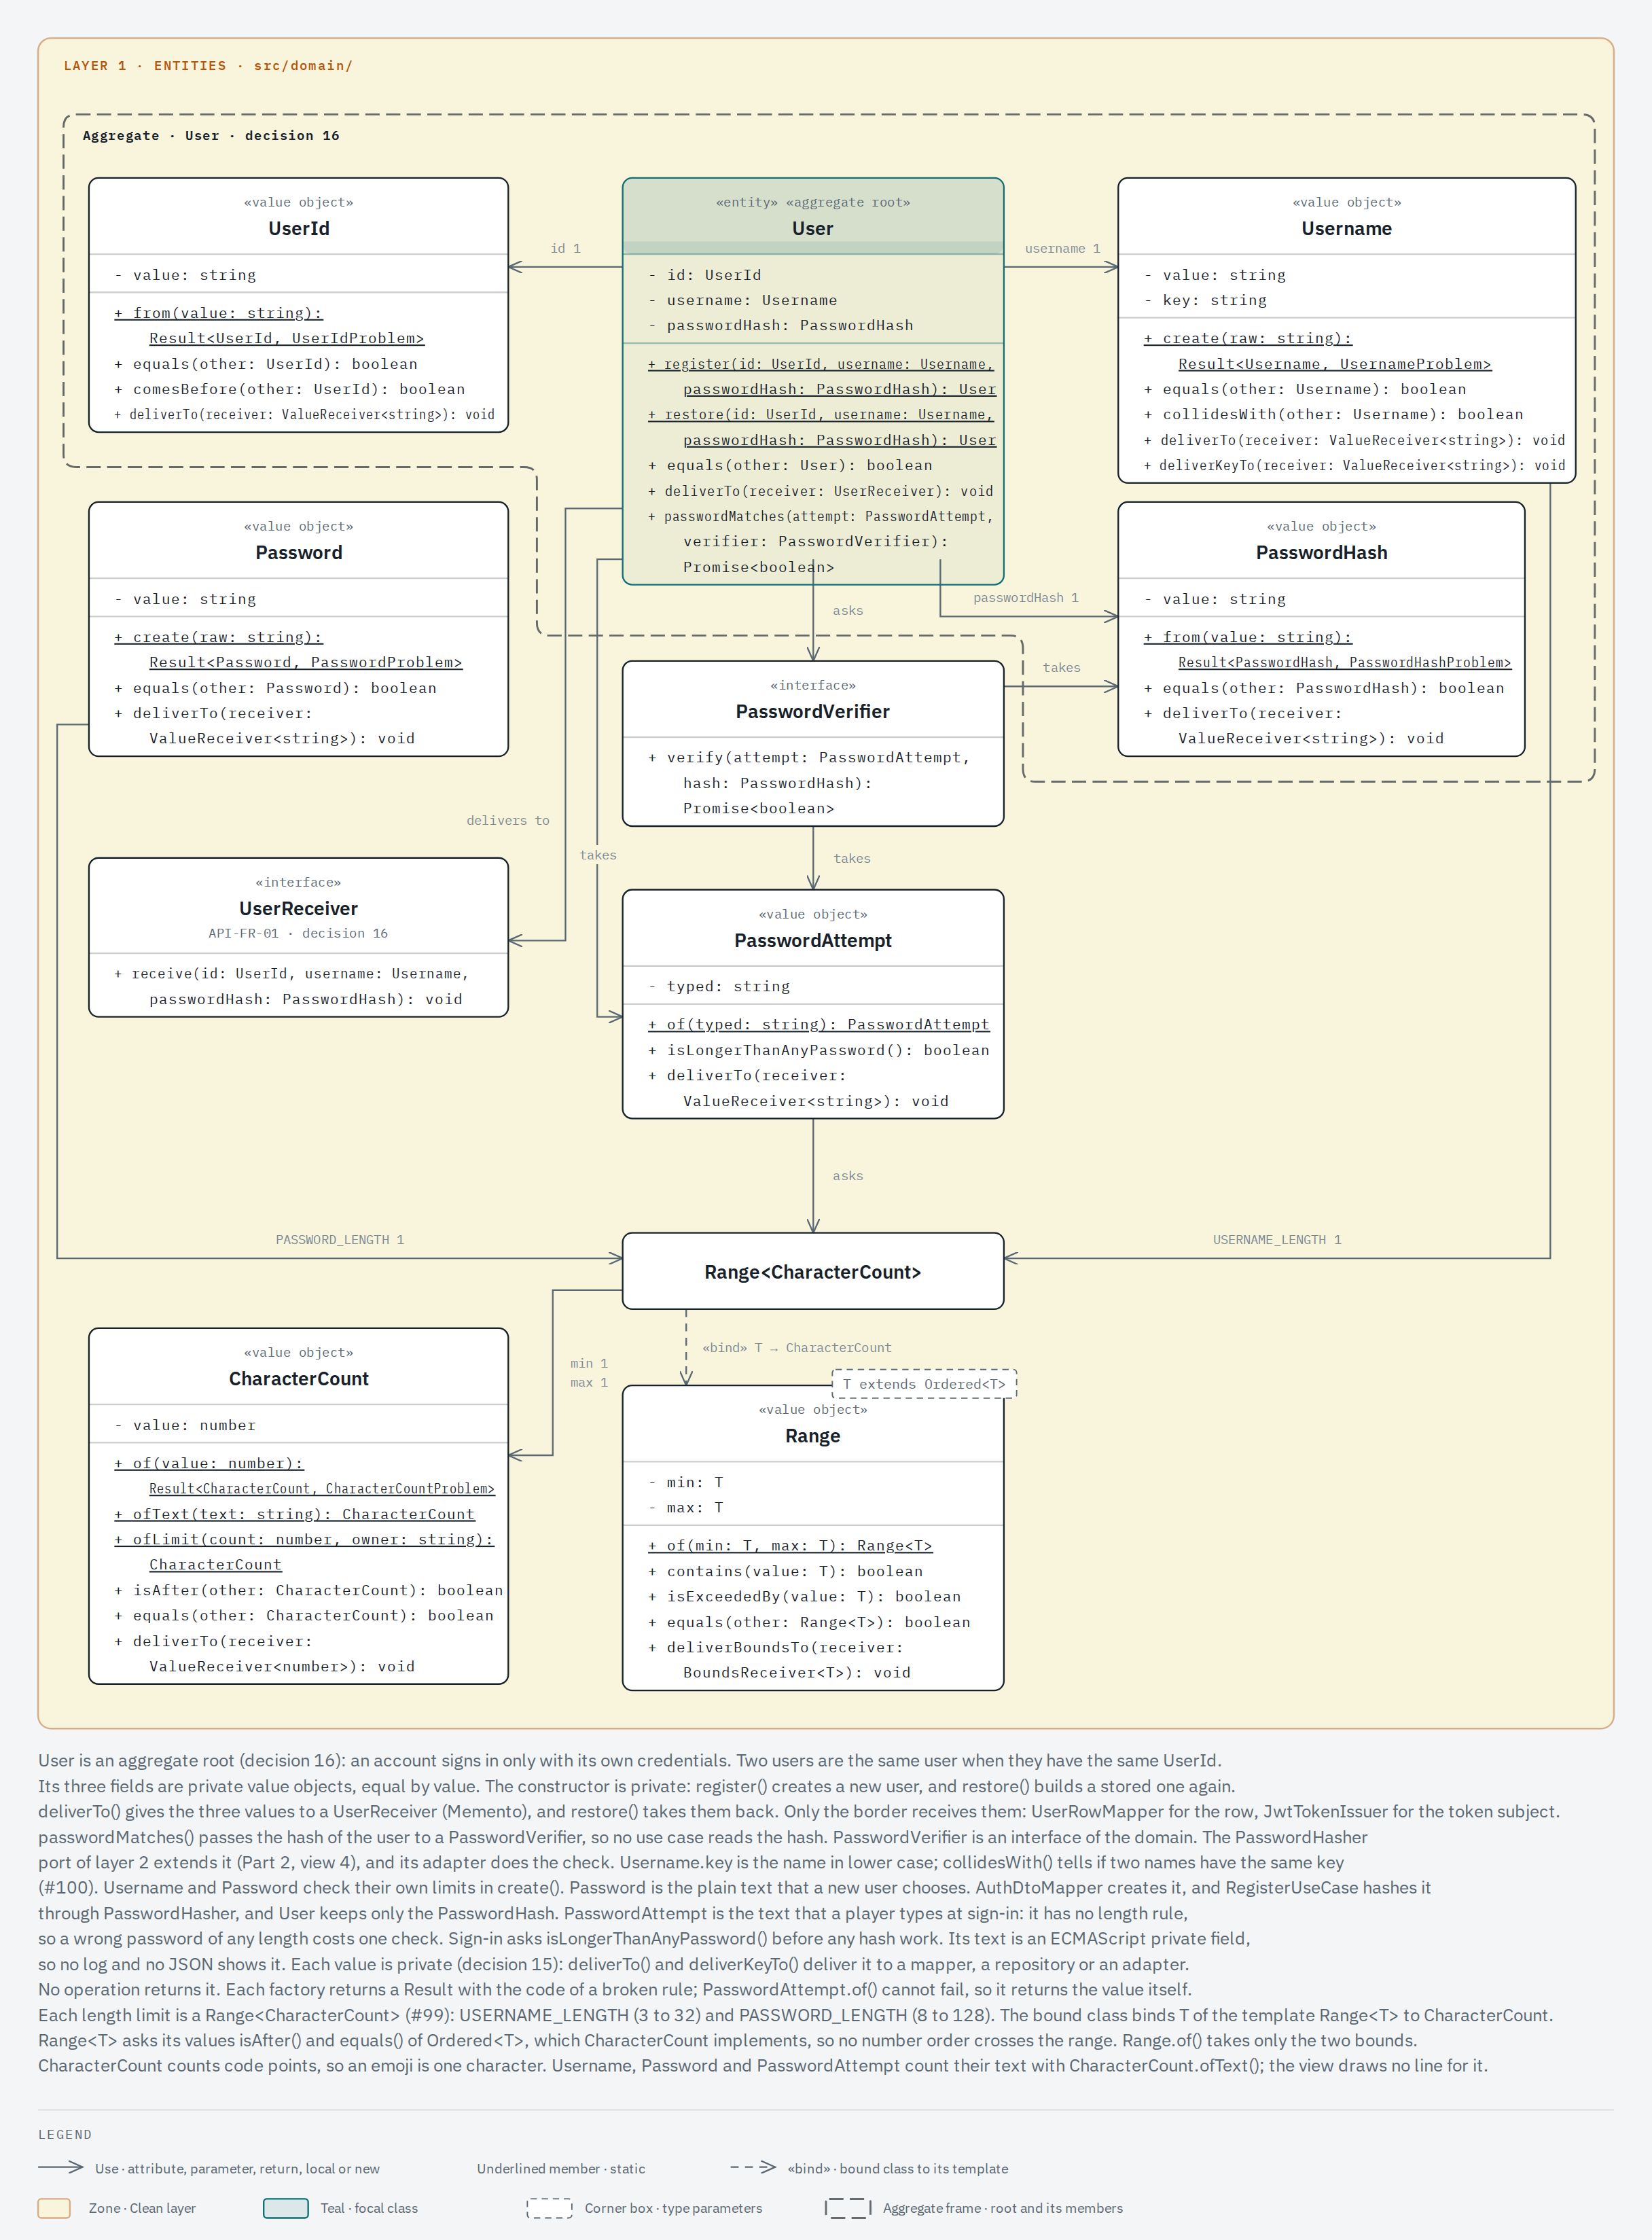 LAYER 1 · ENTITIES · src/domain/
Aggregate · User · decision 16
«value object»
UserId
- value: string
+ from(value: string):
Result<UserId, UserIdProblem>
+ equals(other: UserId): boolean
+ comesBefore(other: UserId): boolean
+ deliverTo(receiver: ValueReceiver<string>): void
id 1
«entity» «aggregate root»
User
- id: UserId
- username: Username
- passwordHash: PasswordHash
+ register(id: UserId, username: Username,
passwordHash: PasswordHash): User
+ restore(id: UserId, username: Username,
passwordHash: PasswordHash): User
+ equals(other: User): boolean
+ deliverTo(receiver: UserReceiver): void
+ passwordMatches(attempt: PasswordAttempt,
verifier: PasswordVerifier):
Promise<boolean>
username 1
«value object»
Username
- value: string
- key: string
+ create(raw: string):
Result<Username, UsernameProblem>
+ equals(other: Username): boolean
+ collidesWith(other: Username): boolean
+ deliverTo(receiver: ValueReceiver<string>): void
+ deliverKeyTo(receiver: ValueReceiver<string>): void
«value object»
Password
- value: string
+ create(raw: string):
Result<Password, PasswordProblem>
+ equals(other: Password): boolean
+ deliverTo(receiver:
ValueReceiver<string>): void
asks
passwordHash 1
«value object»
PasswordHash
- value: string
+ from(value: string):
Result<PasswordHash, PasswordHashProblem>
+ equals(other: PasswordHash): boolean
+ deliverTo(receiver:
ValueReceiver<string>): void
«interface»
PasswordVerifier
+ verify(attempt: PasswordAttempt,
hash: PasswordHash):
Promise<boolean>
takes
delivers to
takes
takes
«interface»
UserReceiver
API-FR-01 · decision 16
+ receive(id: UserId, username: Username,
passwordHash: PasswordHash): void
«value object»
PasswordAttempt
- typed: string
+ of(typed: string): PasswordAttempt
+ isLongerThanAnyPassword(): boolean
+ deliverTo(receiver:
ValueReceiver<string>): void
asks
PASSWORD_LENGTH 1
USERNAME_LENGTH 1
Range<CharacterCount>
«bind» T → CharacterCount
min 1
max 1
«value object»
CharacterCount
- value: number
+ of(value: number):
Result<CharacterCount, CharacterCountProblem>
+ ofText(text: string): CharacterCount
+ ofLimit(count: number, owner: string):
CharacterCount
+ isAfter(other: CharacterCount): boolean
+ equals(other: CharacterCount): boolean
+ deliverTo(receiver:
ValueReceiver<number>): void
T extends Ordered<T>
«value object»
Range
- min: T
- max: T
+ of(min: T, max: T): Range<T>
+ contains(value: T): boolean
+ isExceededBy(value: T): boolean
+ equals(other: Range<T>): boolean
+ deliverBoundsTo(receiver:
BoundsReceiver<T>): void
User is an aggregate root (decision 16): an account signs in only with its own credentials. Two users are the same user when they have the same UserId.
Its three fields are private value objects, equal by value. The constructor is private: register() creates a new user, and restore() builds a stored one again.
deliverTo() gives the three values to a UserReceiver (Memento), and restore() takes them back. Only the border receives them: UserRowMapper for the row, JwtTokenIssuer for the token subject.
passwordMatches() passes the hash of the user to a PasswordVerifier, so no use case reads the hash. PasswordVerifier is an interface of the domain. The PasswordHasher
port of layer 2 extends it (Part 2, view 4), and its adapter does the check. Username.key is the name in lower case; collidesWith() tells if two names have the same key
(#100). Username and Password check their own limits in create(). Password is the plain text that a new user chooses. AuthDtoMapper creates it, and RegisterUseCase hashes it
through PasswordHasher, and User keeps only the PasswordHash. PasswordAttempt is the text that a player types at sign-in: it has no length rule,
so a wrong password of any length costs one check. Sign-in asks isLongerThanAnyPassword() before any hash work. Its text is an ECMAScript private field,
so no log and no JSON shows it. Each value is private (decision 15): deliverTo() and deliverKeyTo() deliver it to a mapper, a repository or an adapter.
No operation returns it. Each factory returns a Result with the code of a broken rule; PasswordAttempt.of() cannot fail, so it returns the value itself.
Each length limit is a Range<CharacterCount> (#99): USERNAME_LENGTH (3 to 32) and PASSWORD_LENGTH (8 to 128). The bound class binds T of the template Range<T> to CharacterCount.
Range<T> asks its values isAfter() and equals() of Ordered<T>, which CharacterCount implements, so no number order crosses the range. Range.of() takes only the two bounds.
CharacterCount counts code points, so an emoji is one character. Username, Password and PasswordAttempt count their text with CharacterCount.ofText(); the view draws no line for it.
LEGEND
Use · attribute, parameter, return, local or new
Underlined member · static
«bind» · bound class to its template
Zone · Clean layer
Teal · focal class
Corner box · type parameters
Aggregate frame · root and its members